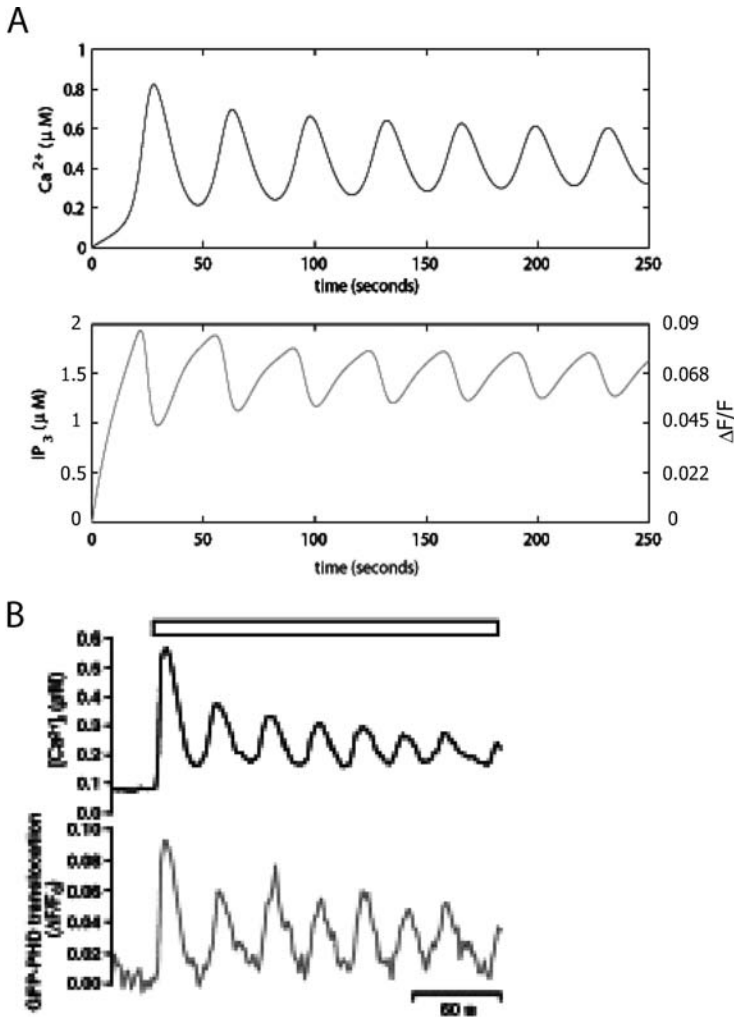 A
1
0.8
0.6
0.4
0.2
0
Ca 2+ (μ M)
0 50 100 150 200 250
time (seconds)
2
1.5
1
0.5
0
IP 3 (μ M)
0.09
0.068
0.045
0.022
0
ΔF/F
0 50 100 150 200 250
time (seconds)
B
0.6
0.5
0.4
0.3
0.2
0.1
0.0
[Ca2+]i (μM)
0.10
0.08
0.06
0.04
0.02
0.00
GFP-PHD translocation
(ΔF/F0)
60 s